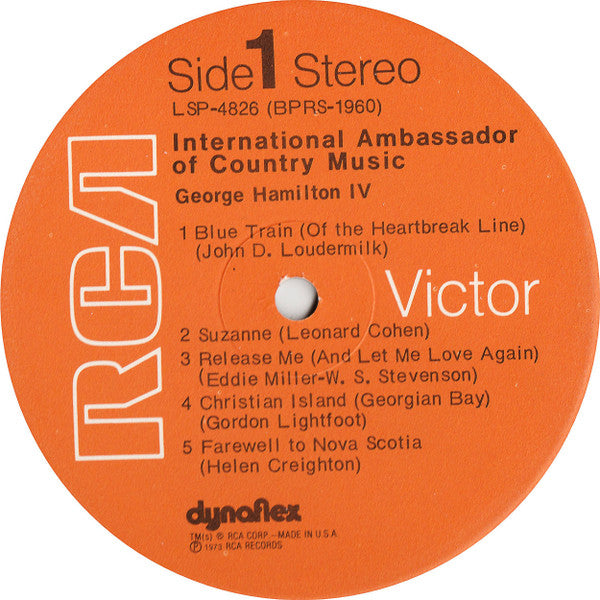 Side 1 Stereo
LSP-4826 (BPRS-1960)
International Ambassador
of Country Music
George Hamilton IV
1 Blue Train (Of the Heartbreak Line)
(John D. Loudermilk)
RCA
Victor
2 Suzanne (Leonard Cohen)
3 Release Me (And Let Me Love Again)
(Eddie Miller-W. S. Stevenson)
4 Christian Island (Georgian Bay)
(Gordon Lightfoot)
5 Farewell to Nova Scotia
(Helen Creighton)
dynaflex
TM(s) ® RCA CORP.—MADE IN U.S.A.
℗ 1973 RCA RECORDS